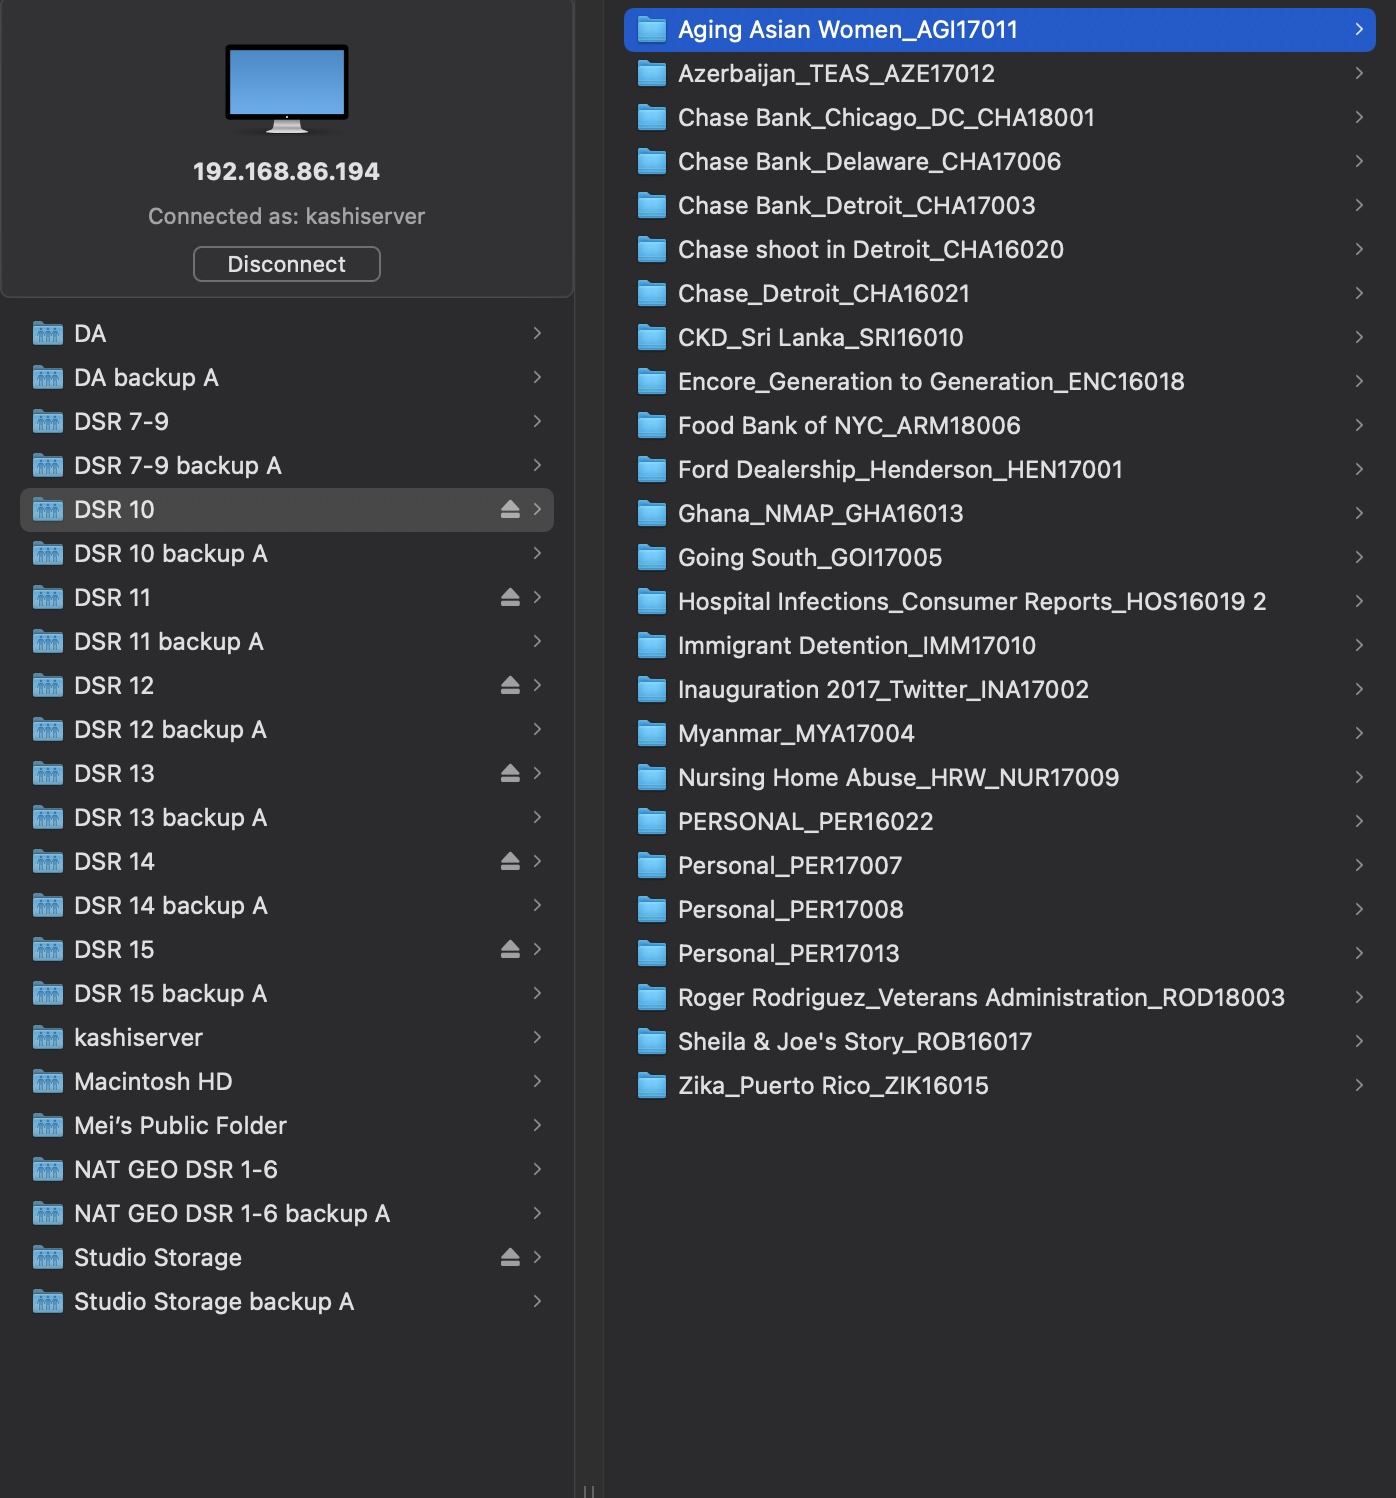 192.168.86.194
Connected as: kashiserver
Disconnect
DA
DA backup A
DSR 7-9
DSR 7-9 backup A
DSR 10
DSR 10 backup A
DSR 11
DSR 11 backup A
DSR 12
DSR 12 backup A
DSR 13
DSR 13 backup A
DSR 14
DSR 14 backup A
DSR 15
DSR 15 backup A
kashiserver
Macintosh HD
Mei’s Public Folder
NAT GEO DSR 1-6
NAT GEO DSR 1-6 backup A
Studio Storage
Studio Storage backup A
Aging Asian Women_AGI17011
Azerbaijan_TEAS_AZE17012
Chase Bank_Chicago_DC_CHA18001
Chase Bank_Delaware_CHA17006
Chase Bank_Detroit_CHA17003
Chase shoot in Detroit_CHA16020
Chase_Detroit_CHA16021
CKD_Sri Lanka_SRI16010
Encore_Generation to Generation_ENC16018
Food Bank of NYC_ARM18006
Ford Dealership_Henderson_HEN17001
Ghana_NMAP_GHA16013
Going South_GOI17005
Hospital Infections_Consumer Reports_HOS16019 2
Immigrant Detention_IMM17010
Inauguration 2017_Twitter_INA17002
Myanmar_MYA17004
Nursing Home Abuse_HRW_NUR17009
PERSONAL_PER16022
Personal_PER17007
Personal_PER17008
Personal_PER17013
Roger Rodriguez_Veterans Administration_ROD18003
Sheila & Joe's Story_ROB16017
Zika_Puerto Rico_ZIK16015